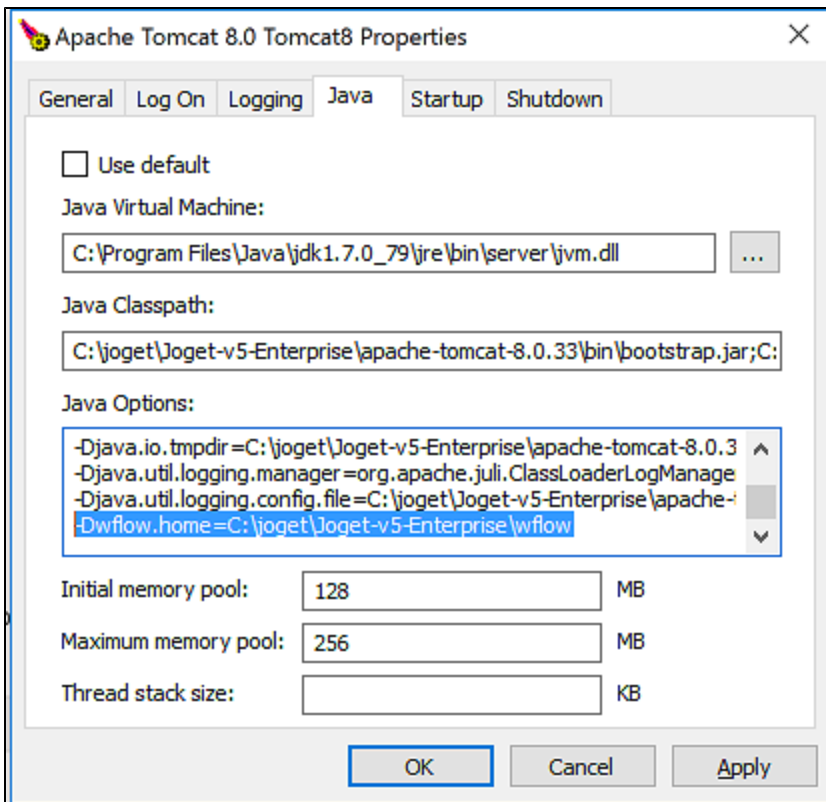 Apache Tomcat 8.0 Tomcat8 Properties
General Log On Logging Java Startup Shutdown
Use default
Java Virtual Machine:
C:\Program Files\Java\jdk1.7.0_79\jre\bin\server\jvm.dll ...
Java Classpath:
C:\joget\Joget-v5-Enterprise\apache-tomcat-8.0.33\bin\bootstrap.jar;C:
Java Options:
-Djava.io.tmpdir=C:\joget\Joget-v5-Enterprise\apache-tomcat-8.0.3
-Djava.util.logging.manager=org.apache.juli.ClassLoaderLogManager
-Djava.util.logging.config.file=C:\joget\Joget-v5-Enterprise\apache-t
-Dwflow.home=C:\joget\Joget-v5-Enterprise\wflow
Initial memory pool: 128 MB
Maximum memory pool: 256 MB
Thread stack size: KB
OK Cancel Apply